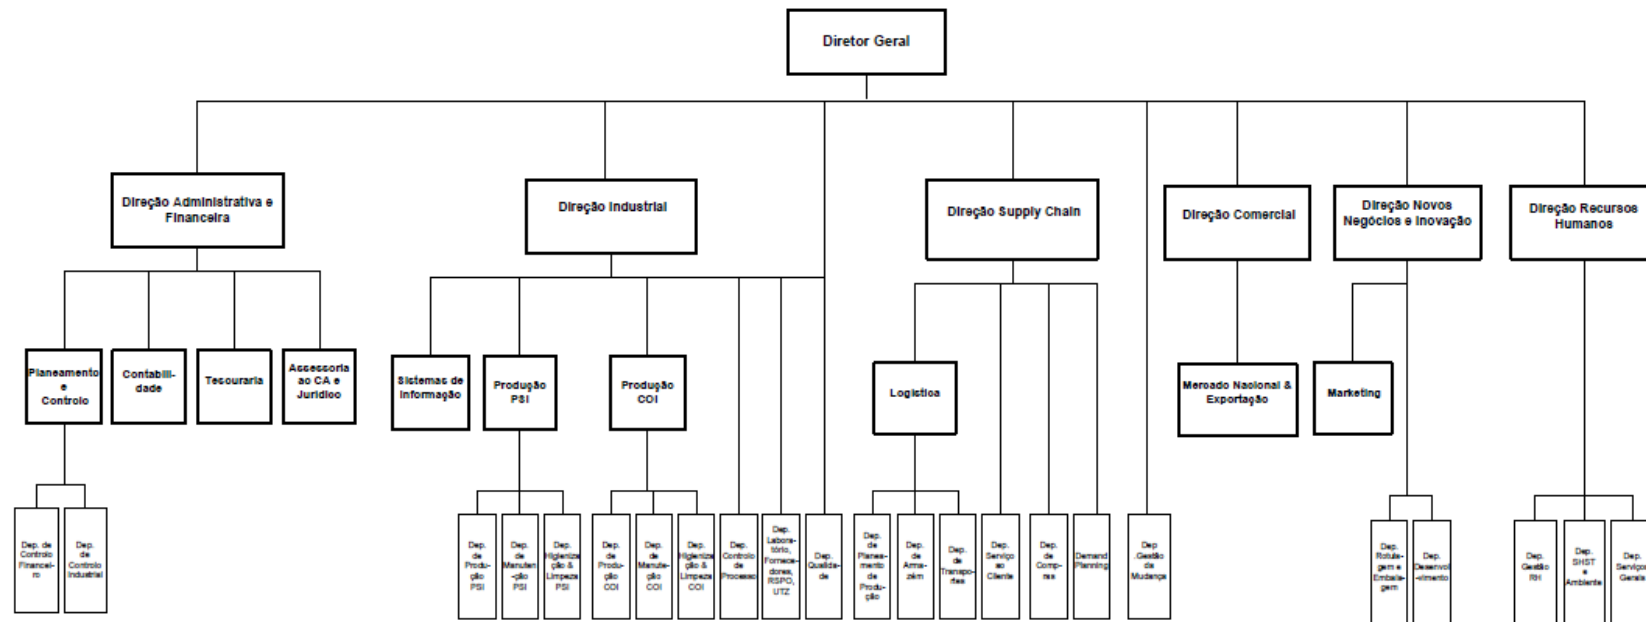 Diretor Geral
Direção Administrativa e
Financeira
Direção Industrial
Direção Supply Chain
Direção Comercial
Direção Novos
Negócios e Inovação
Direção Recursos
Humanos
Planeamento
e
Controlo
Contabili-
dade
Tesouraria
Assessoria
ao CA e
Jurídico
Sistemas de
Informação
Produção
PSI
Produção
COI
Logística
Mercado Nacional &
Exportação
Marketing
Dep. de
Controlo
Financei-
ro
Dep.
de
Controlo
Industrial
Dep.
de
Produ-
ção
PSI
Dep.
de
Manuten-
ção PSI
Dep.
Higieniza
ção &
Limpeza
PSI
Dep.
de
Produ-
ção
COI
Dep.
de
Manute-
ção COI
Dep.
Higieniza
ção &
Limpeza
COI
Dep.
Controlo
de
Processo
Dep.
Labora-
tório,
Fornece-
dores,
RSPO,
UTZ
Dep.
Qualida-
de
Dep.
de
Planea-
mento
de
Produ-
ção
Dep.
de
Arma-
zém
Dep.
de
Transpo-
rtes
Dep.
Serviço
ao
Cliente
Dep.
de
Comp-
ras
Demand
Planning
Dep
.Gestão
da
Mudança
Dep.
Rotula-
gem e
Embala-
gem
Dep.
Desenvol
-vimento
Dep.
Gestão
RH
Dep.
SHST
e
Ambiente
Dep.
Serviços
Gerais